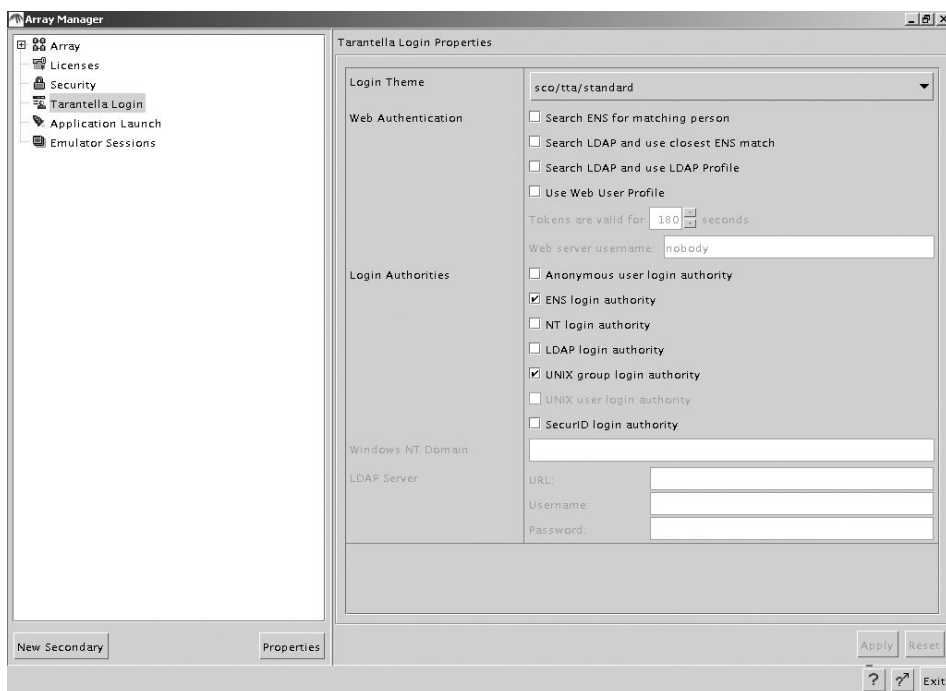 Array Manager
Array
Licenses
Security
Tarantella Login
Application Launch
Emulator Sessions
New Secondary
Properties
Tarantella Login Properties
Login Theme
sco/tta/standard
Web Authentication
Search ENS for matching person
Search LDAP and use closest ENS match
Search LDAP and use LDAP Profile
Use Web User Profile
Tokens are valid for 180 seconds
Web server username: nobody
Login Authorities
Anonymous user login authority
ENS login authority
NT login authority
LDAP login authority
UNIX group login authority
UNIX user login authority
SecurID login authority
Windows NT Domain
LDAP Server
URL:
Username:
Password:
Apply
Reset
? ? Exit